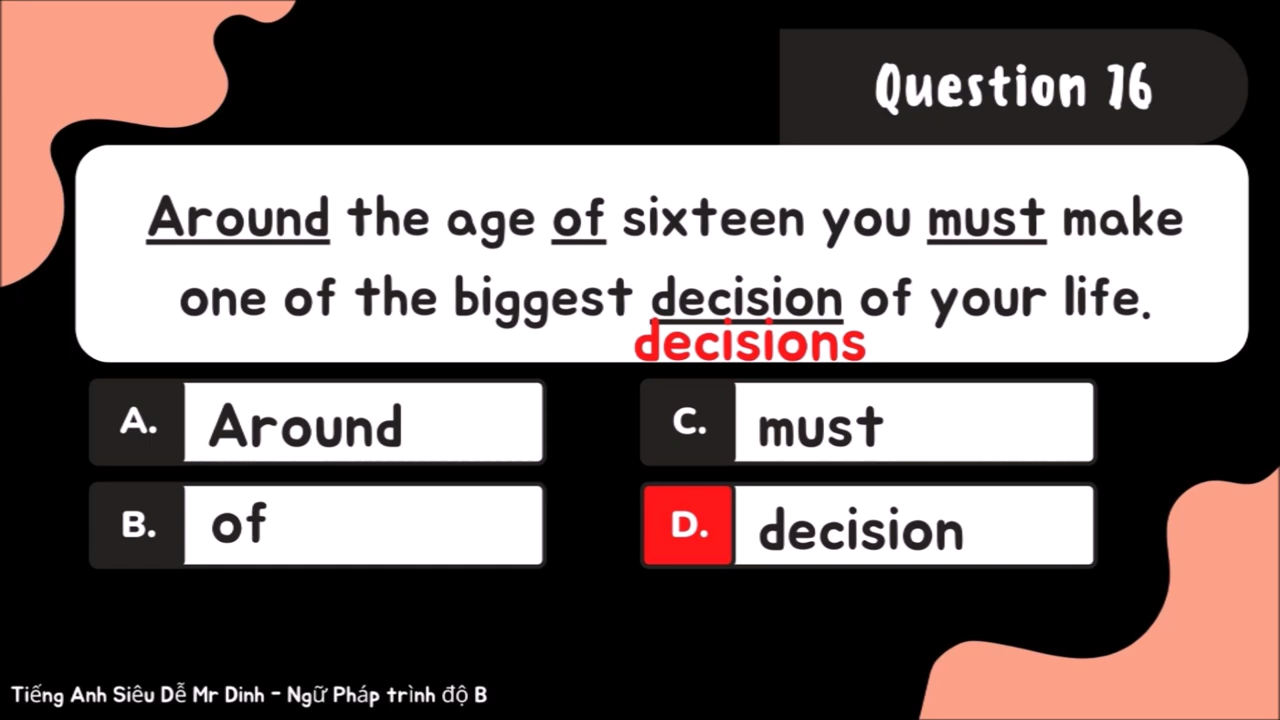 Question 16
Around the age of sixteen you must make
one of the biggest decision of your life.
decisions
A. Around
B. of
C. must
D. decision
Tiếng Anh Siêu Dễ Mr Dinh - Ngữ Pháp trình độ B